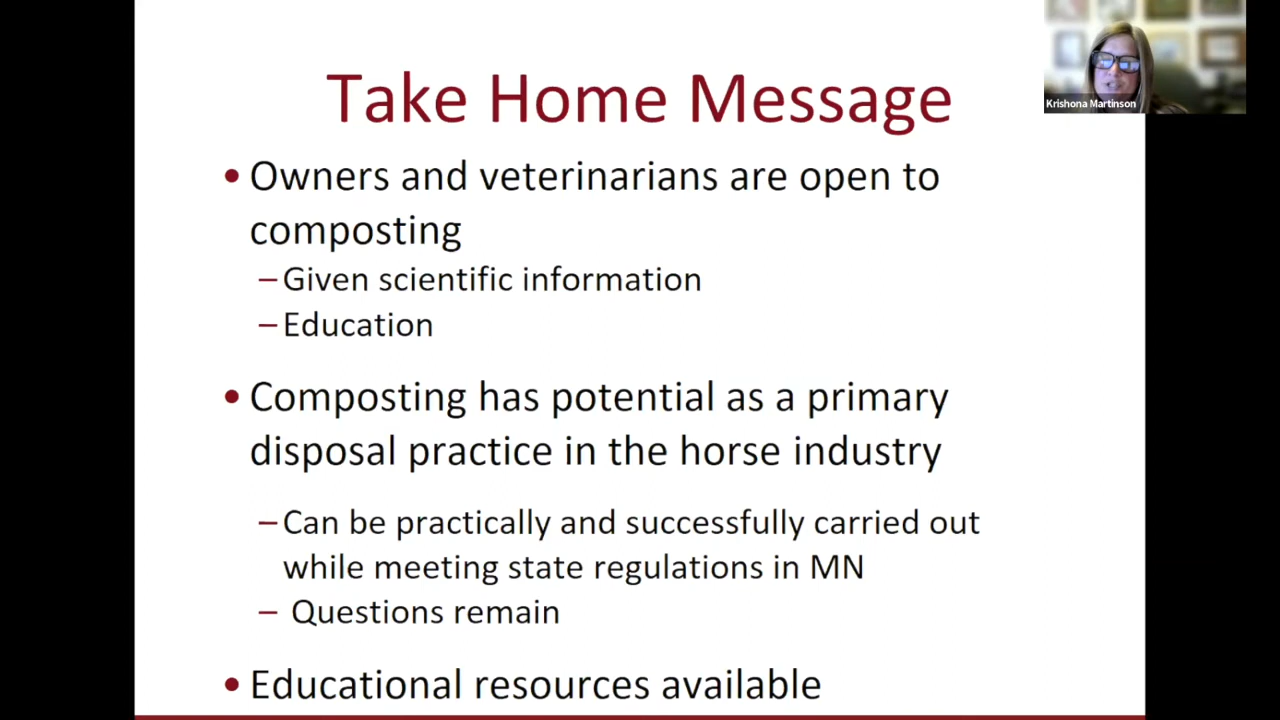 Take Home Message
Krishona Martinson
• Owners and veterinarians are open to
composting
– Given scientific information
– Education
• Composting has potential as a primary
disposal practice in the horse industry
– Can be practically and successfully carried out
while meeting state regulations in MN
– Questions remain
• Educational resources available